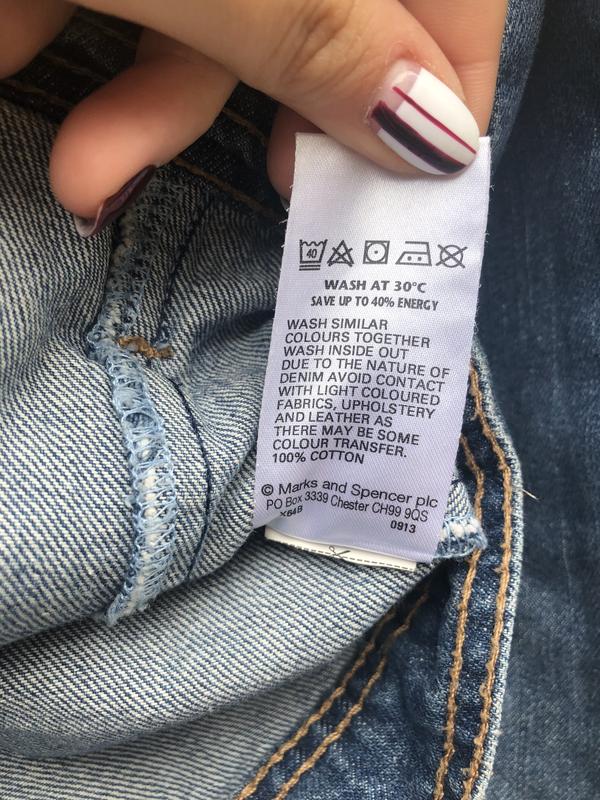 40
WASH AT 30°C
SAVE UP TO 40% ENERGY
WASH SIMILAR
COLOURS TOGETHER
WASH INSIDE OUT
DUE TO THE NATURE OF
DENIM AVOID CONTACT
WITH LIGHT COLOURED
FABRICS, UPHOLSTERY
AND LEATHER AS
THERE MAY BE SOME
COLOUR TRANSFER.
100% COTTON
© Marks and Spencer plc
PO Box 3339 Chester CH99 9QS
X64B 0913